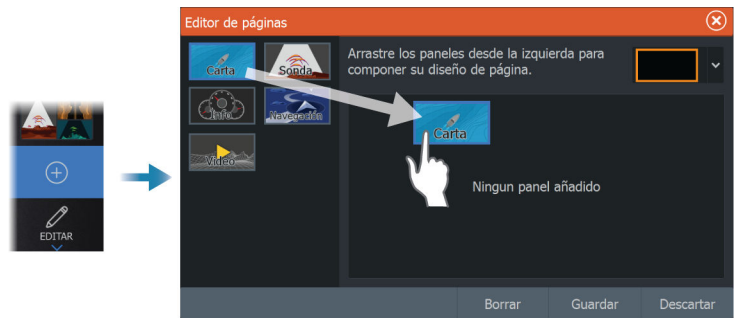 Editor de páginas
Carta
Sonda
Info
Navegación
Video
Arrastre los paneles desde la izquierda para
componer su diseño de página.
Carta
Ningun panel añadido
EDITAR
Borrar
Guardar
Descartar